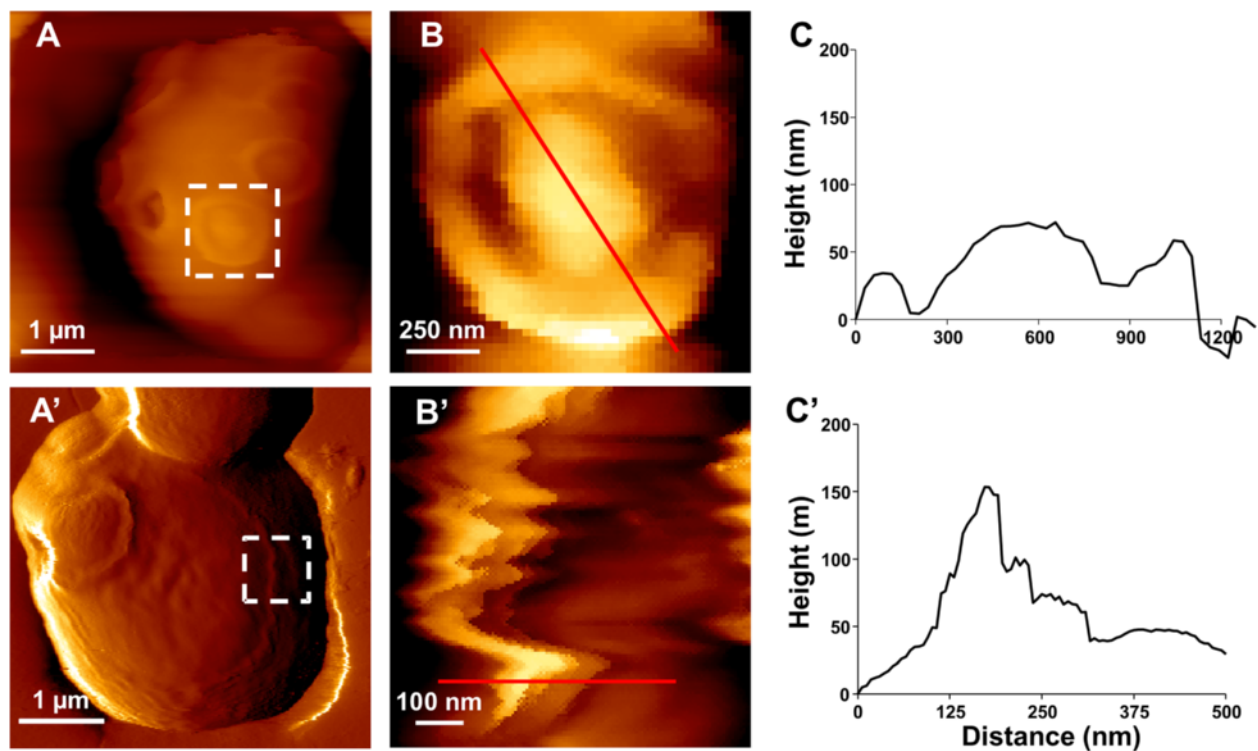 A
1 µm
B
250 nm
C
Height (nm)
200
150
100
50
0
0 300 600 900 1200
A'
1 µm
B'
100 nm
C'
Height (m)
200
150
100
50
0
0 125 250 375 500
Distance (nm)